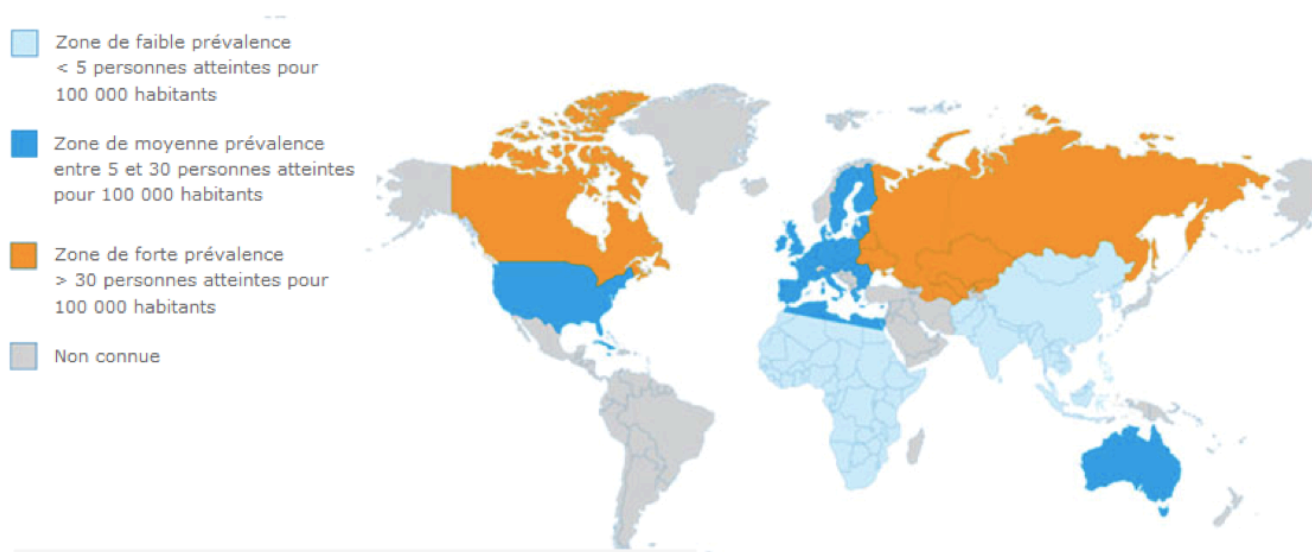 Zone de faible prévalence
< 5 personnes atteintes pour
100 000 habitants
Zone de moyenne prévalence
entre 5 et 30 personnes atteintes
pour 100 000 habitants
Zone de forte prévalence
> 30 personnes atteintes pour
100 000 habitants
Non connue